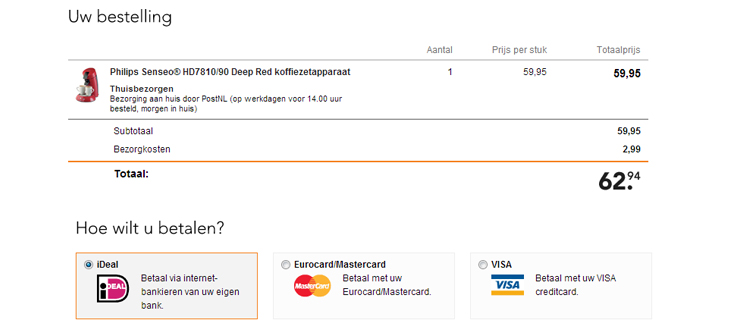 Uw bestelling
Aantal Prijs per stuk Totaalprijs
Philips Senseo® HD7810/90 Deep Red koffiezetapparaat 1 59,95 59,95
Thuisbezorgen
Bezorging aan huis door PostNL (op werkdagen voor 14.00 uur
besteld, morgen in huis)
Subtotaal 59,95
Bezorgkosten 2,99
Totaal: 62.94
Hoe wilt u betalen?
iDeal Eurocard/Mastercard VISA
iDEAL Betaal via internet-
bankieren van uw eigen
bank.
MasterCard Betaal met uw
Eurocard/Mastercard.
VISA Betaal met uw VISA
creditcard.